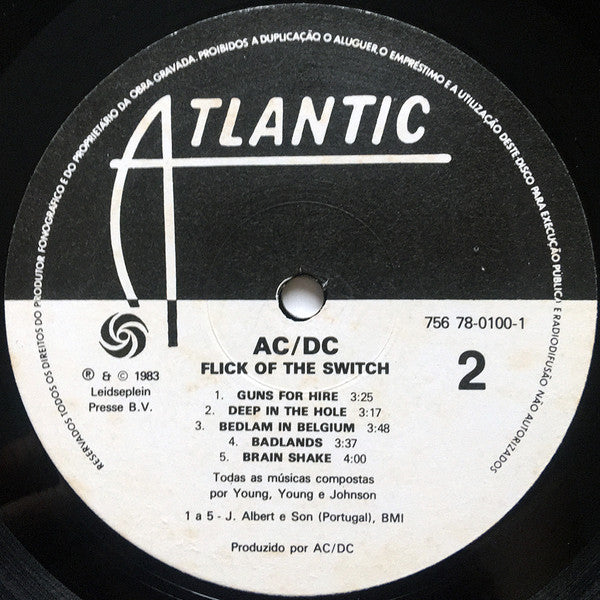 RESERVADOS TODOS OS DIREITOS DO PRODUTOR FONOGRÁFICO E DO PROPRIETÁRIO DA OBRA GRAVADA. PROIBIDOS A DUPLICAÇÃO O ALUGUER, O EMPRÉSTIMO E A UTILIZAÇÃO DESTE DISCO PARA EXECUÇÃO PÚBLICA E RADIODIFUSÃO NÃO AUTORIZADOS
ATLANTIC
756 78-0100-1
AC/DC
FLICK OF THE SWITCH
2
℗ & © 1983
Leidseplein
Presse B.V.
1. GUNS FOR HIRE 3:25
2. DEEP IN THE HOLE 3:17
3. BEDLAM IN BELGIUM 3:48
4. BADLANDS 3:37
5. BRAIN SHAKE 4:00
Todas as músicas compostas
por Young, Young e Johnson
1 a 5 - J. Albert e Son (Portugal), BMI
Produzido por AC/DC